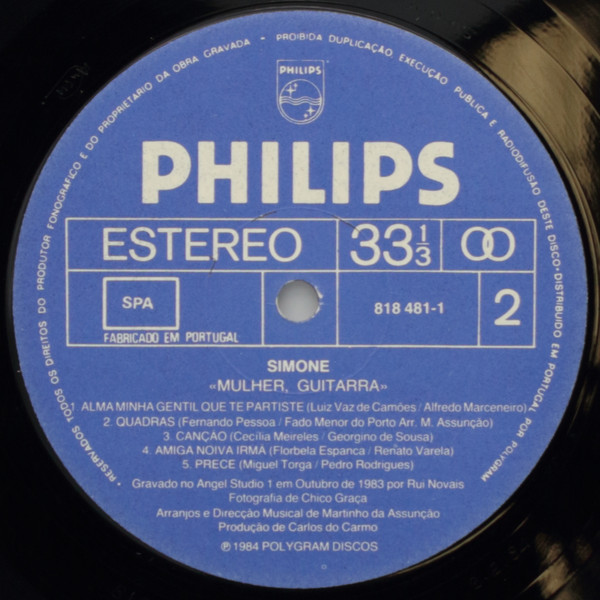 RESERVADOS TODOS OS DIREITOS DO PRODUTOR FONOGRÁFICO E DO PROPRIETÁRIO DA OBRA GRAVADA - PROIBIDA DUPLICAÇÃO, EXECUÇÃO PÚBLICA E RADIODIFUSÃO DESTE DISCO • DISTRIBUIDO EM PORTUGAL POR POLYGRAM •
PHILIPS
PHILIPS
ESTEREO 33 1/3
SPA 818 481-1 2
FABRICADO EM PORTUGAL
SIMONE
«MULHER, GUITARRA»
1. ALMA MINHA GENTIL QUE TE PARTISTE (Luiz Vaz de Camões / Alfredo Marceneiro)
2. QUADRAS (Fernando Pessoa / Fado Menor do Porto Arr. M. Assunção)
3. CANÇÃO (Cecília Meireles / Georgino de Sousa)
4. AMIGA NOIVA IRMA (Florbela Espanca / Renato Varela)
5. PRECE (Miguel Torga / Pedro Rodrigues)
Gravado no Angel Studio 1 em Outubro de 1983 por Rui Novais
Fotografia de Chico Graça
Arranjos e Direcção Musical de Martinho da Assunção
Produção de Carlos do Carmo
℗ 1984 POLYGRAM DISCOS